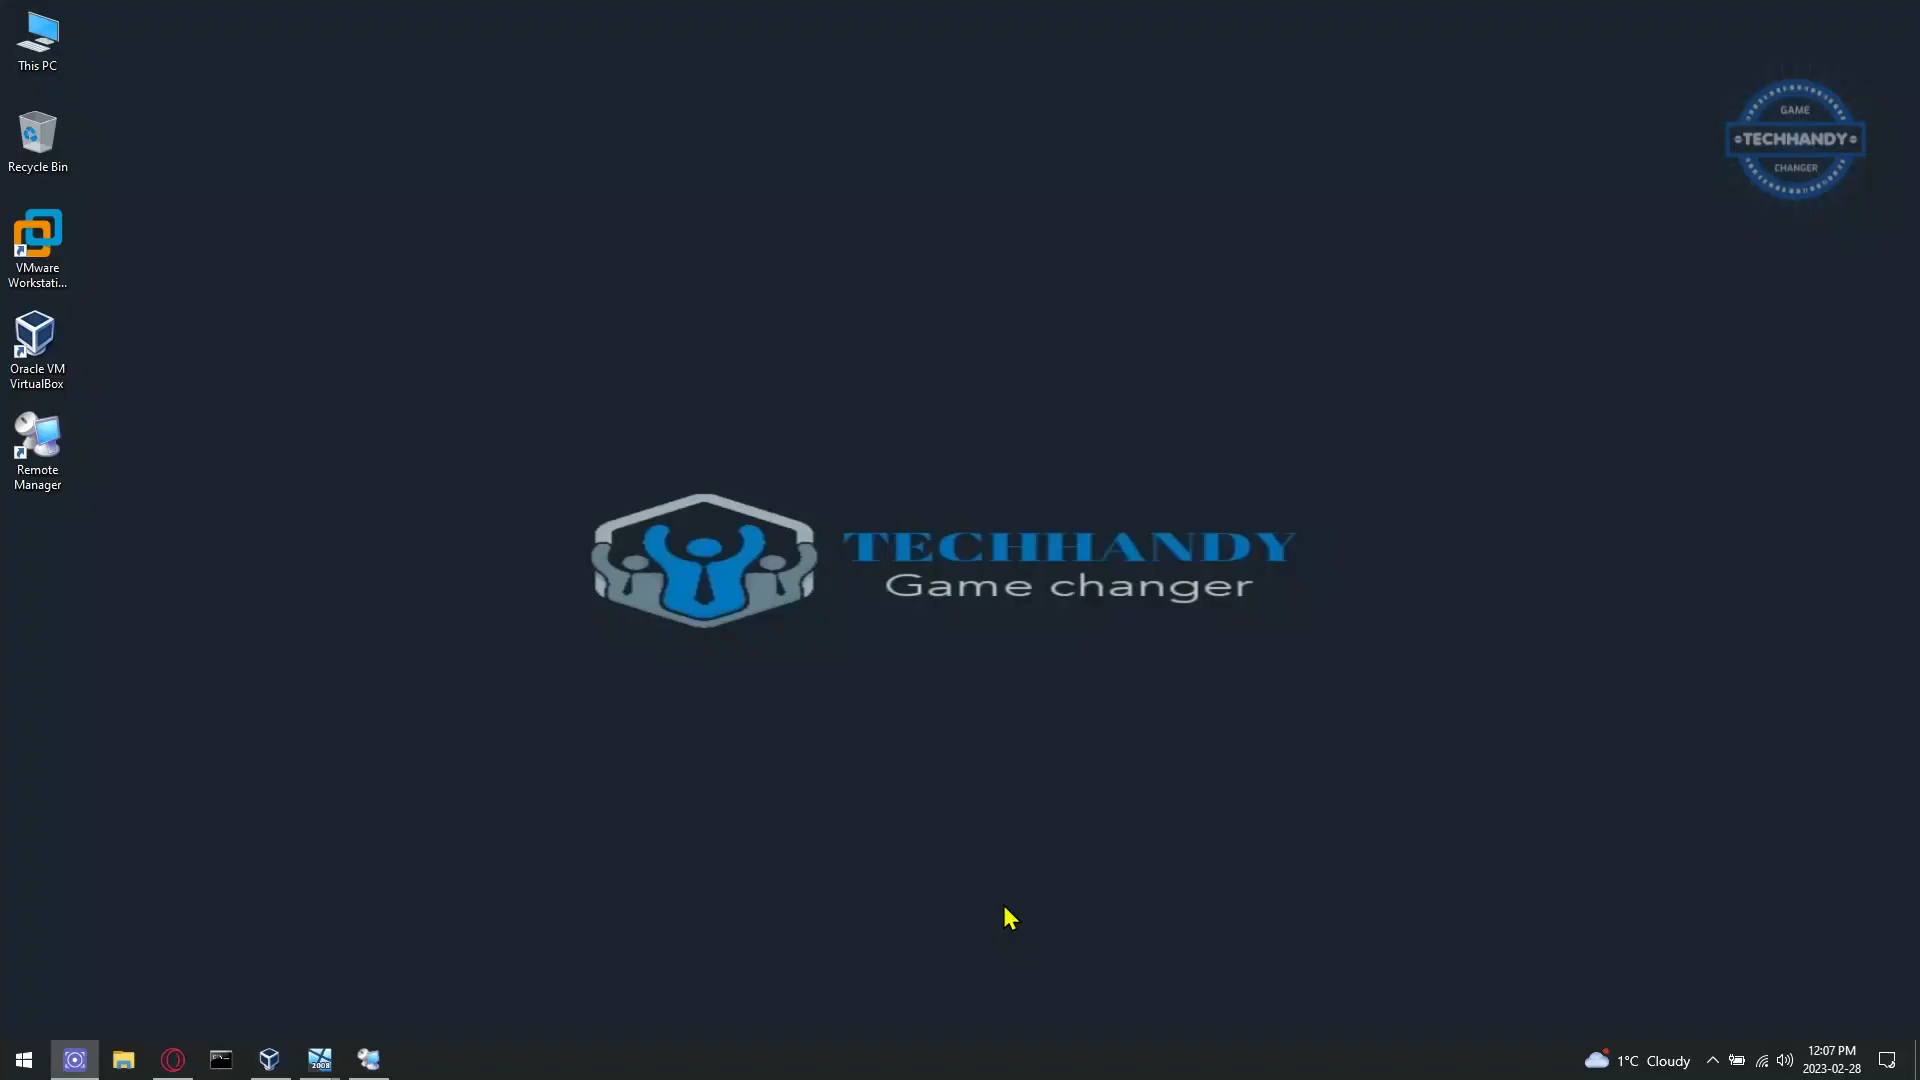 This PC
Recycle Bin
VMware
Workstati...
Oracle VM
VirtualBox
Remote
Manager
GAME
TECHHANDY
CHANGER
TECHHANDY
Game changer
2008
1°C Cloudy
12:07 PM
2023-02-28